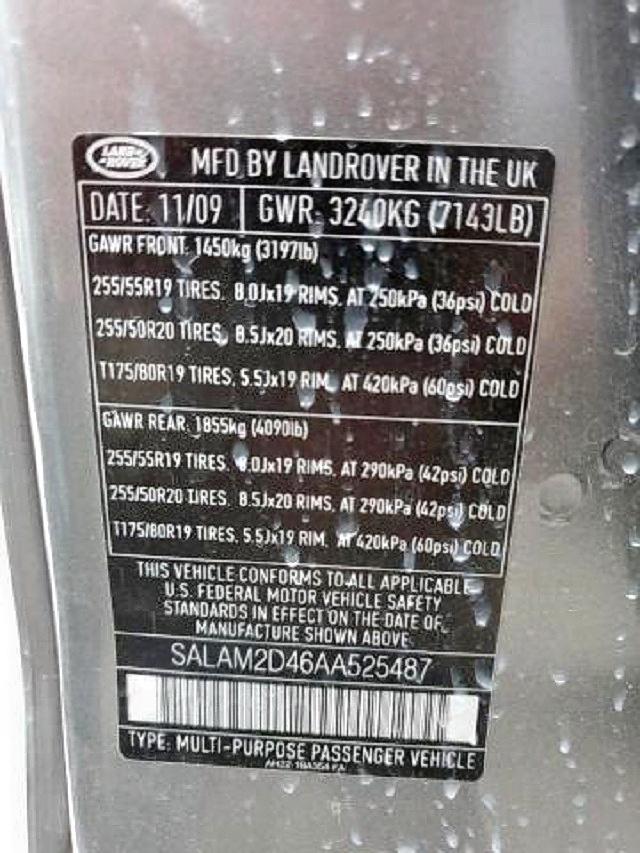 LAND-
-ROVER
MFD BY LANDROVER IN THE UK
DATE: 11/09 GWR: 3240KG (7143LB)
GAWR FRONT: 1450kg (3197lb)
255/55R19 TIRES, 8.0Jx19 RIMS, AT 250kPa (36psi) COLD
255/50R20 TIRES, 8.5Jx20 RIMS, AT 250kPa (36psi) COLD
T175/80R19 TIRES, 5.5Jx19 RIM, AT 420kPa (60psi) COLD
GAWR REAR: 1855kg (4090lb)
255/55R19 TIRES, 8.0Jx19 RIMS, AT 290kPa (42psi) COLD
255/50R20 TIRES, 8.5Jx20 RIMS, AT 290kPa (42psi) COLD
T175/80R19 TIRES, 5.5Jx19 RIM, AT 420kPa (60psi) COLD
THIS VEHICLE CONFORMS TO ALL APPLICABLE
U.S. FEDERAL MOTOR VEHICLE SAFETY
STANDARDS IN EFFECT ON THE DATE OF
MANUFACTURE SHOWN ABOVE
SALAM2D46AA525487
TYPE: MULTI-PURPOSE PASSENGER VEHICLE